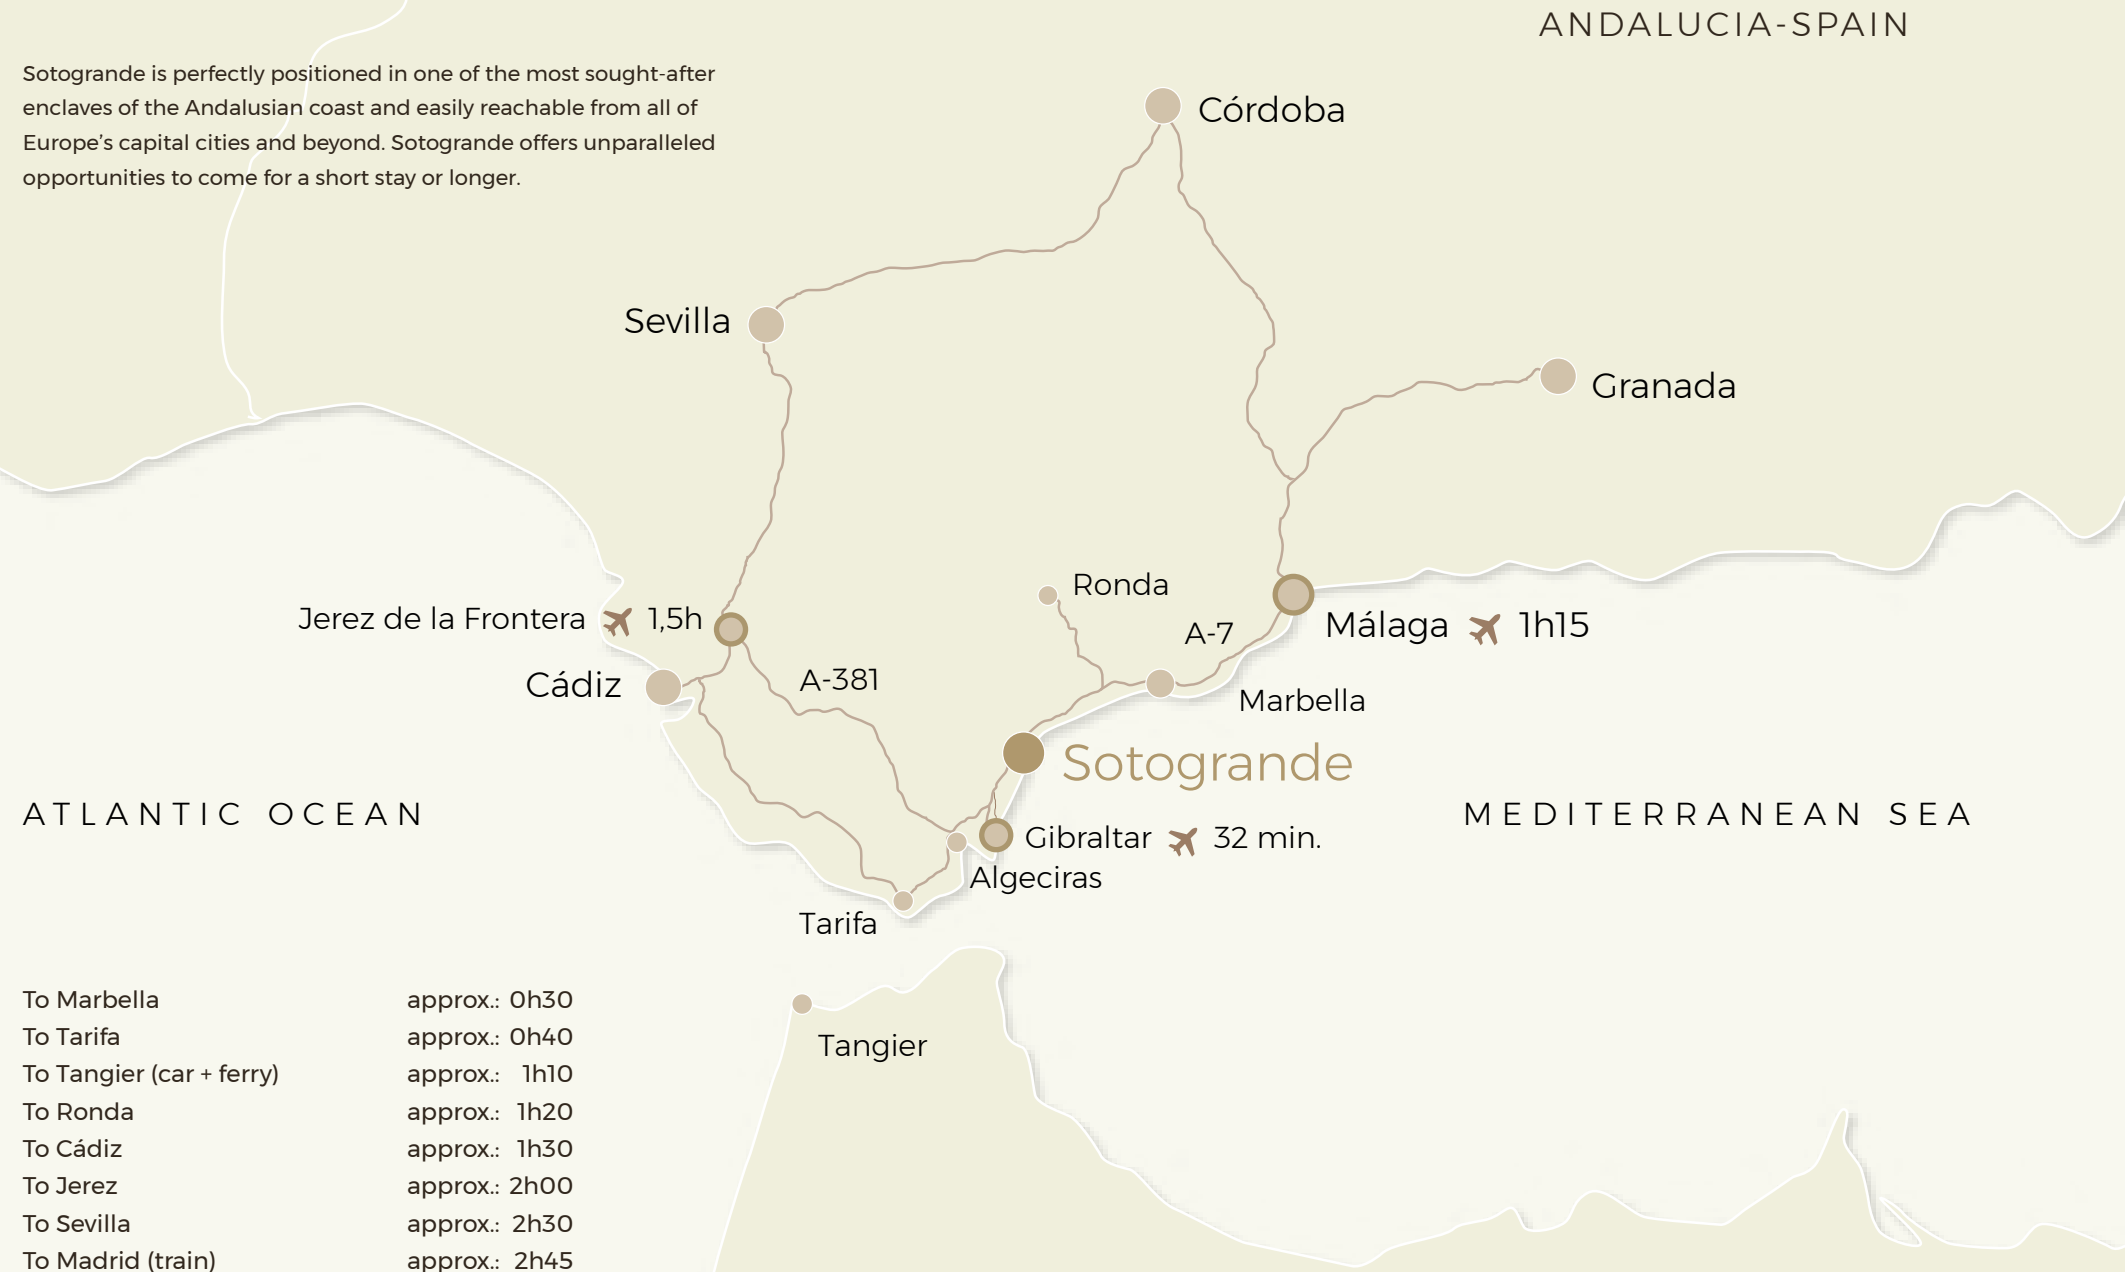 ANDALUCIA-SPAIN
Sotogrande is perfectly positioned in one of the most sought-after
enclaves of the Andalusian coast and easily reachable from all of
Europe’s capital cities and beyond. Sotogrande offers unparalleled
opportunities to come for a short stay or longer.
Córdoba
Sevilla
Granada
Ronda
Jerez de la Frontera 1,5h
A-7
Málaga 1h15
Cádiz
A-381
Marbella
Sotogrande
ATLANTIC OCEAN
MEDITERRANEAN SEA
Gibraltar 32 min.
Algeciras
Tarifa
Tangier
To Marbella approx.: 0h30
To Tarifa approx.: 0h40
To Tangier (car + ferry) approx.: 1h10
To Ronda approx.: 1h20
To Cádiz approx.: 1h30
To Jerez approx.: 2h00
To Sevilla approx.: 2h30
To Madrid (train) approx.: 2h45